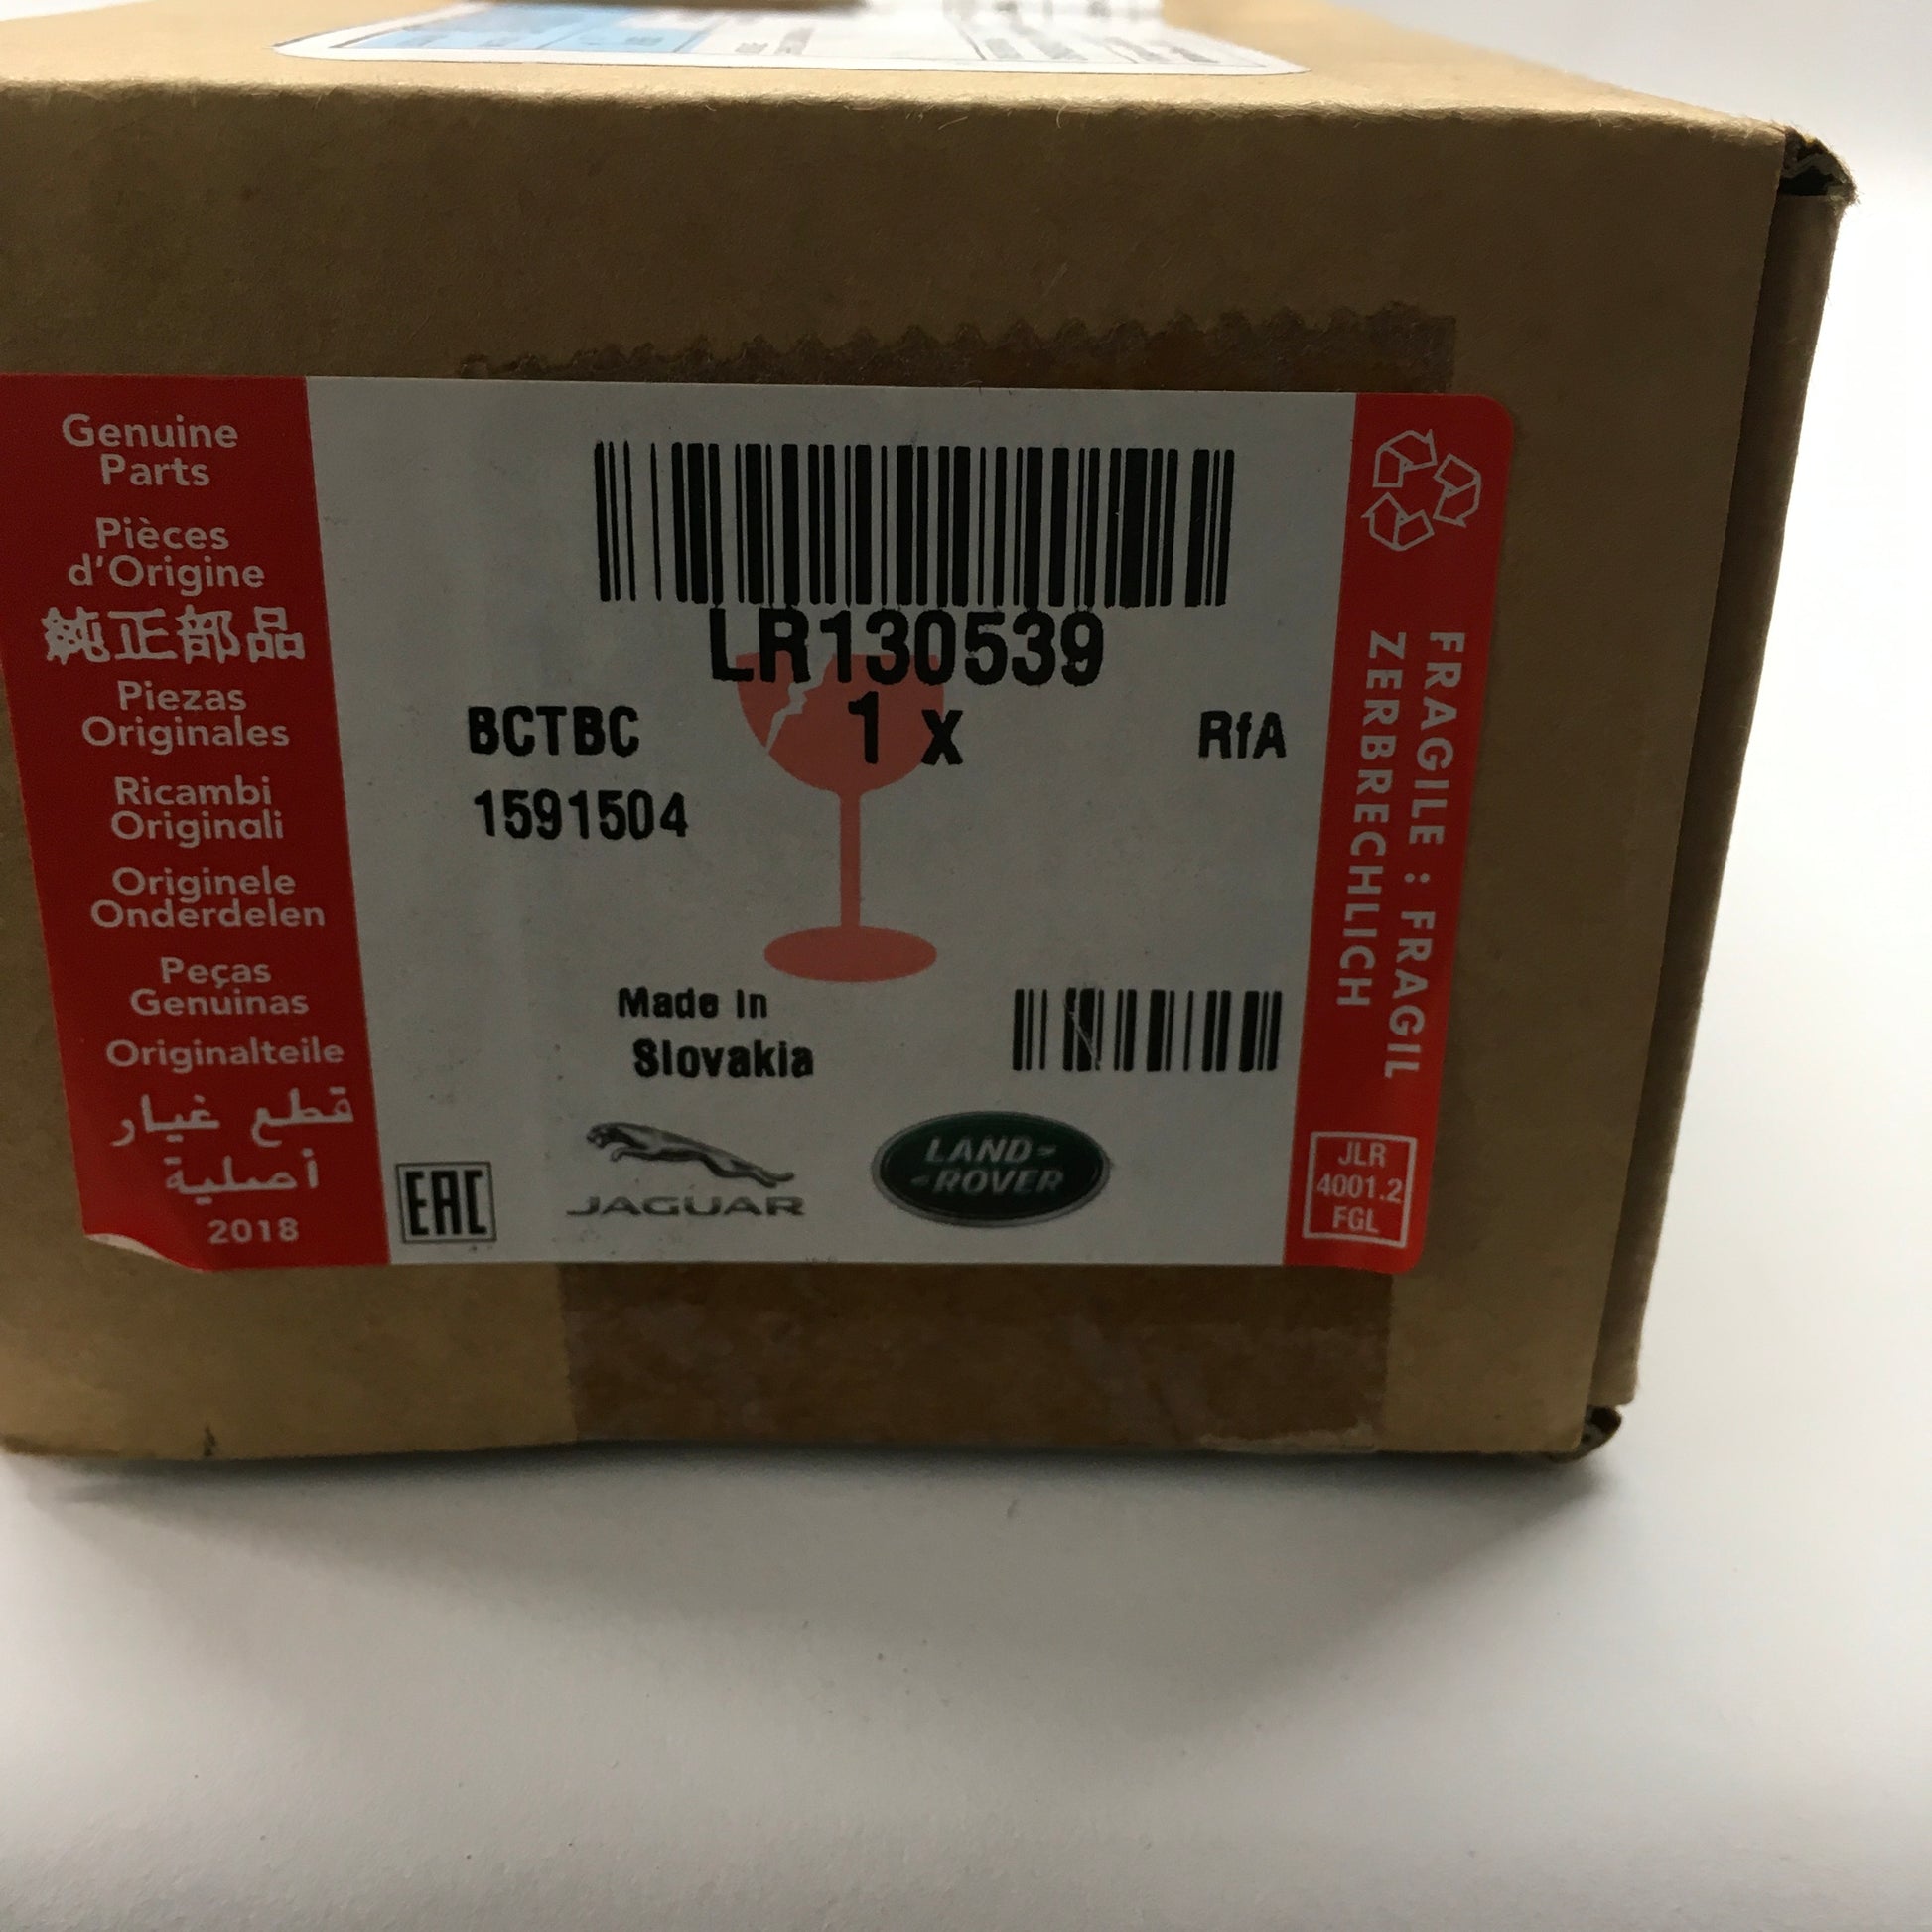 Genuine
Parts
Pièces
d'Origine
純正部品
Piezas
Originales
Ricambi
Originali
Originele
Onderdelen
Peças
Genuinas
Originalteile
قطع غيار
أصلية
2018
LR130539
1 x
BCTBC
RfA
1591504
Made in
Slovakia
EAC
JAGUAR
LAND-
-ROVER
FRAGILE : FRAGIL
ZERBRECHLICH
JLR
4001.2
FGL